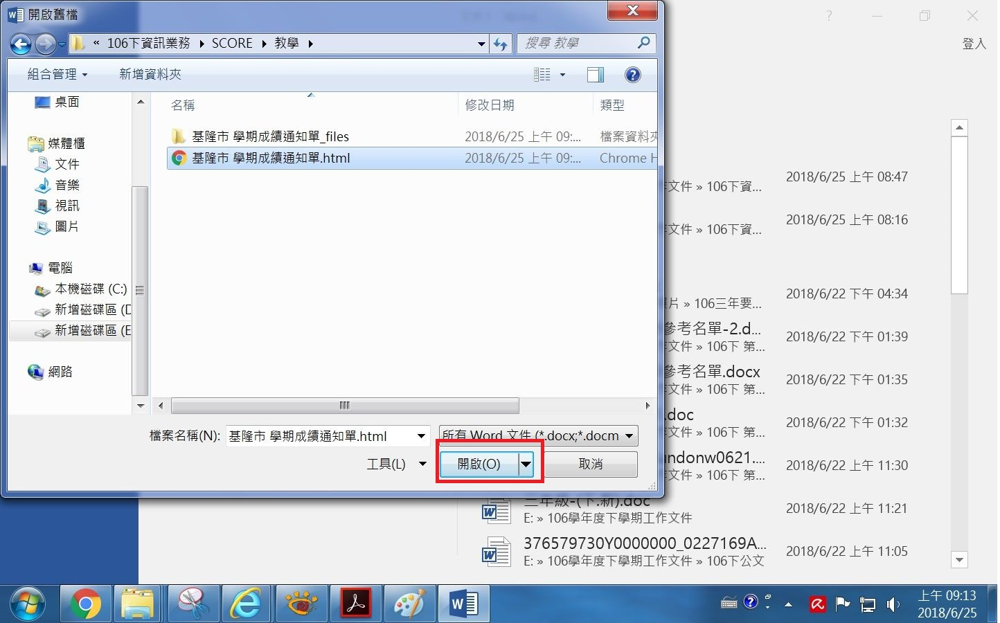 開啟舊檔
« 106下資訊業務 SCORE 教學
搜尋 教學
組合管理
新增資料夾
桌面
媒體櫃
文件
音樂
視訊
圖片
電腦
本機磁碟 (C:)
新增磁碟區 (D
新增磁碟區 (E
網路
名稱 修改日期 類型
基隆市 學期成績通知單_files 2018/6/25 上午 09:... 檔案資料夾
基隆市 學期成績通知單.html 2018/6/25 上午 09:... Chrome H
檔案名稱(N): 基隆市 學期成績通知單.html 所有 Word 文件 (*.docx;*.docm
工具(L) 開啟(O) 取消
登入
文件 » 106下資... 2018/6/25 上午 08:47
文件 » 106下資... 2018/6/25 上午 08:16
片 » 106三年要... 2018/6/22 下午 04:34
參考名單-2.d...
文件 » 106下 第... 2018/6/22 下午 01:39
參考名單.docx
文件 » 106下 第... 2018/6/22 下午 01:35
.doc
文件 » 106下 第... 2018/6/22 下午 01:32
ndonw0621....
文件 » 106下 第... 2018/6/22 上午 11:30
三年級-(下.新).doc
E: » 106學年度下學期工作文件 2018/6/22 上午 11:21
376579730Y0000000_0227169A...
E: » 106學年度下學期工作文件 » 106下公文 2018/6/22 上午 11:05
上午 09:13
2018/6/25